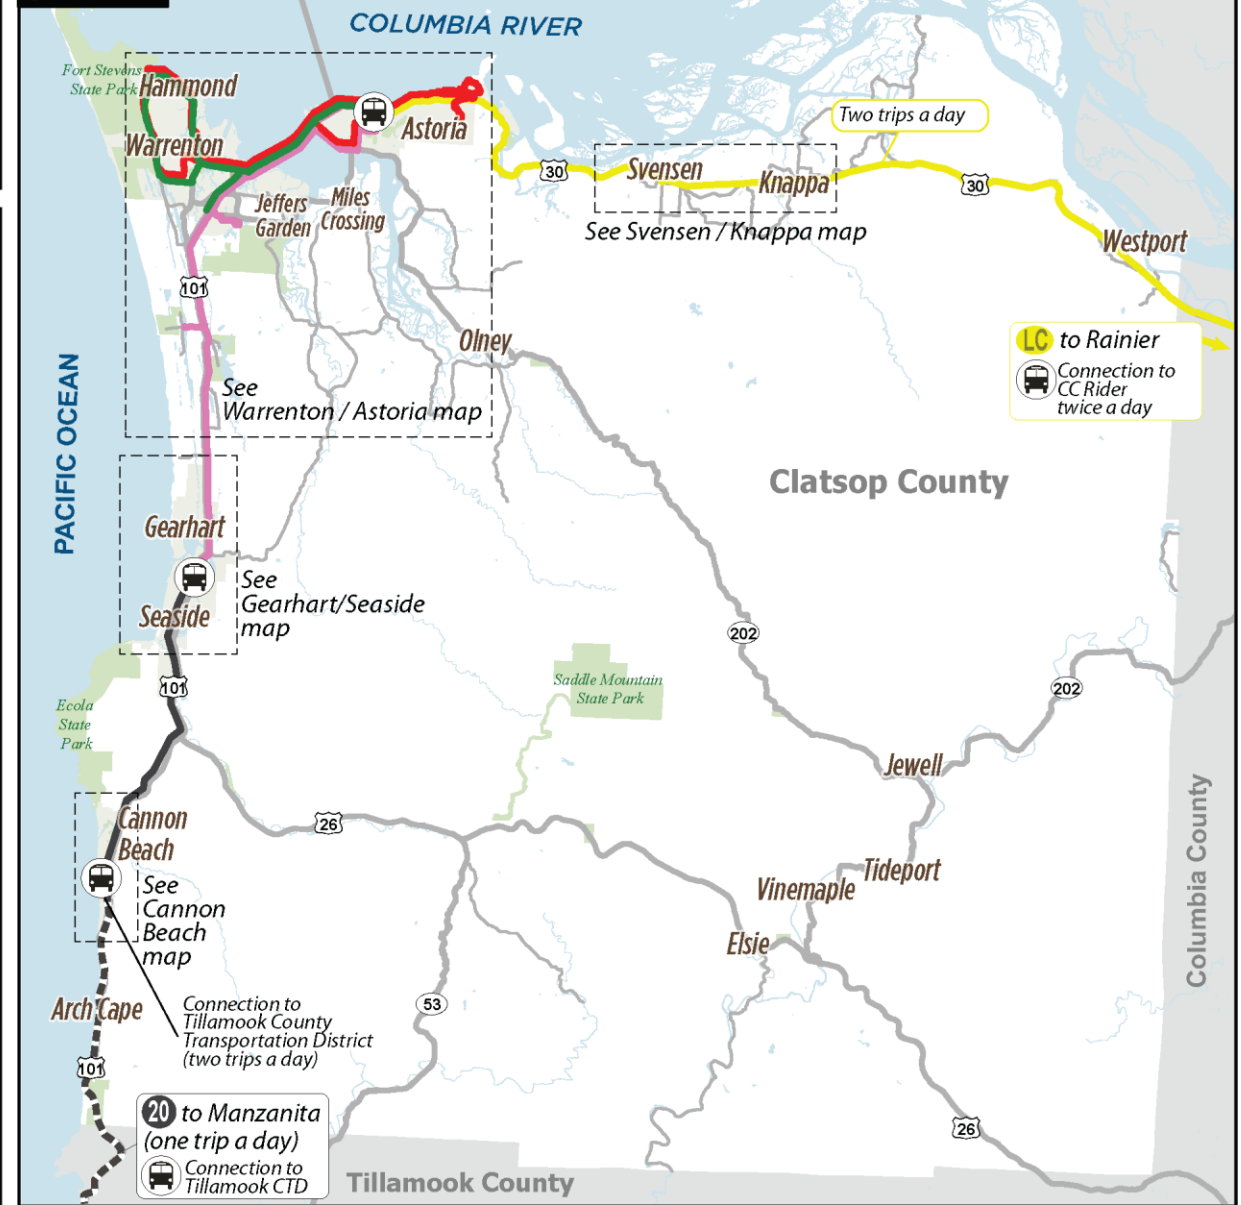 COLUMBIA RIVER
Fort Stevens
State Park
Hammond
Warrenton
Astoria
Two trips a day
30
Svensen
Knappa
30
Jeffers
Garden
Miles
Crossing
See Svensen / Knappa map
Westport
101
Olney
LC to Rainier
Connection to
CC Rider
twice a day
See
Warrenton / Astoria map
PACIFIC OCEAN
Clatsop County
Gearhart
See
Gearhart/Seaside
map
Seaside
202
101
Saddle Mountain
State Park
202
Ecola
State
Park
Jewell
Cannon
Beach
26
Columbia County
Tideport
Vinemaple
See
Cannon
Beach
map
Elsie
Arch Cape
Connection to
Tillamook County
Transportation District
(two trips a day)
53
101
20 to Manzanita
(one trip a day)
Connection to
Tillamook CTD
26
Tillamook County